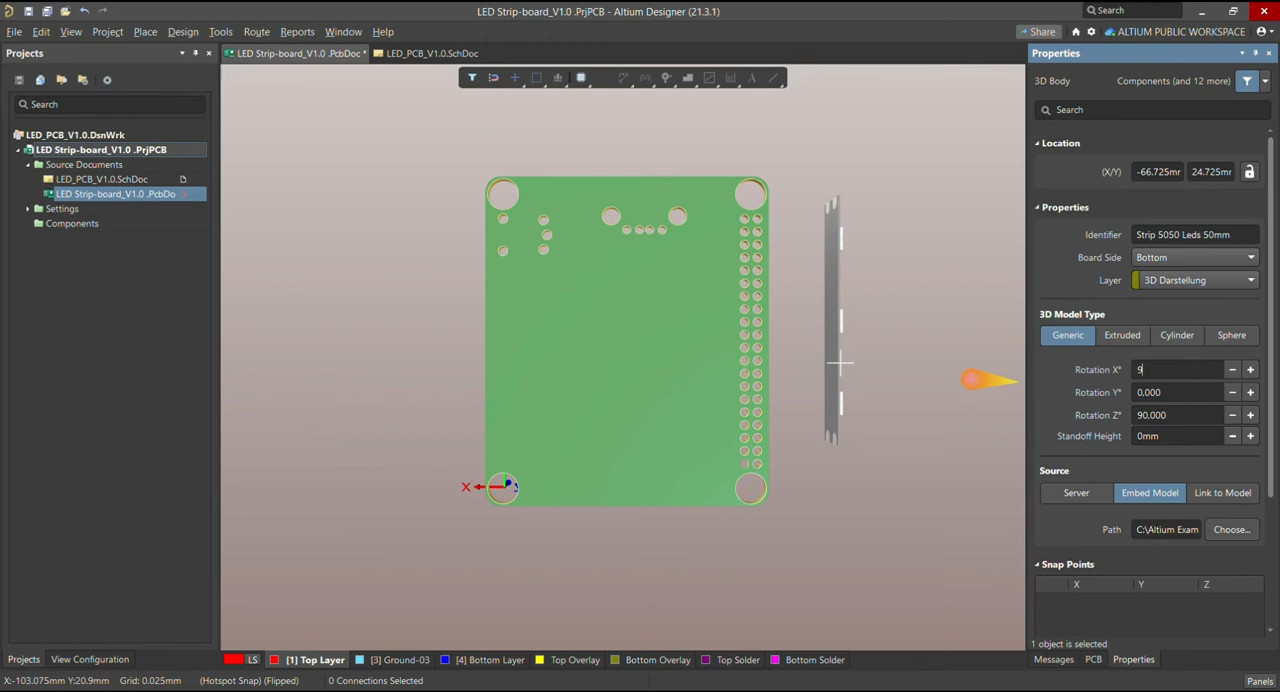 LED Strip-board_V1.0 .PrjPCB - Altium Designer (21.3.1)
Search
File Edit View Project Place Design Tools Route Reports Window Help
Share
ALTIUM PUBLIC WORKSPACE
Projects
LED Strip-board_V1.0 .PcbDoc *
LED_PCB_V1.0.SchDoc
Properties
3D Body
Components (and 12 more)
Search
Search
LED_PCB_V1.0.DsnWrk
LED Strip-board_V1.0 .PrjPCB
Source Documents
LED_PCB_V1.0.SchDoc
LED Strip-board_V1.0 .PcbDo
Settings
Components
Location
(X/Y) -66.725mr 24.725mr
Properties
Identifier Strip 5050 Leds 50mm
Board Side Bottom
Layer 3D Darstellung
3D Model Type
Generic Extruded Cylinder Sphere
Rotation X° 9
Rotation Y° 0,000
Rotation Z° 90,000
Standoff Height 0mm
Source
Server Embed Model Link to Model
Path C:\Altium Exam Choose...
Snap Points
X Y Z
1 object is selected
X
Projects View Configuration
LS [1] Top Layer [3] Ground-03 [4] Bottom Layer Top Overlay Bottom Overlay Top Solder Bottom Solder
Messages PCB Properties
X:-103.075mm Y:20.9mm Grid: 0.025mm (Hotspot Snap) (Flipped) 0 Connections Selected
Panels